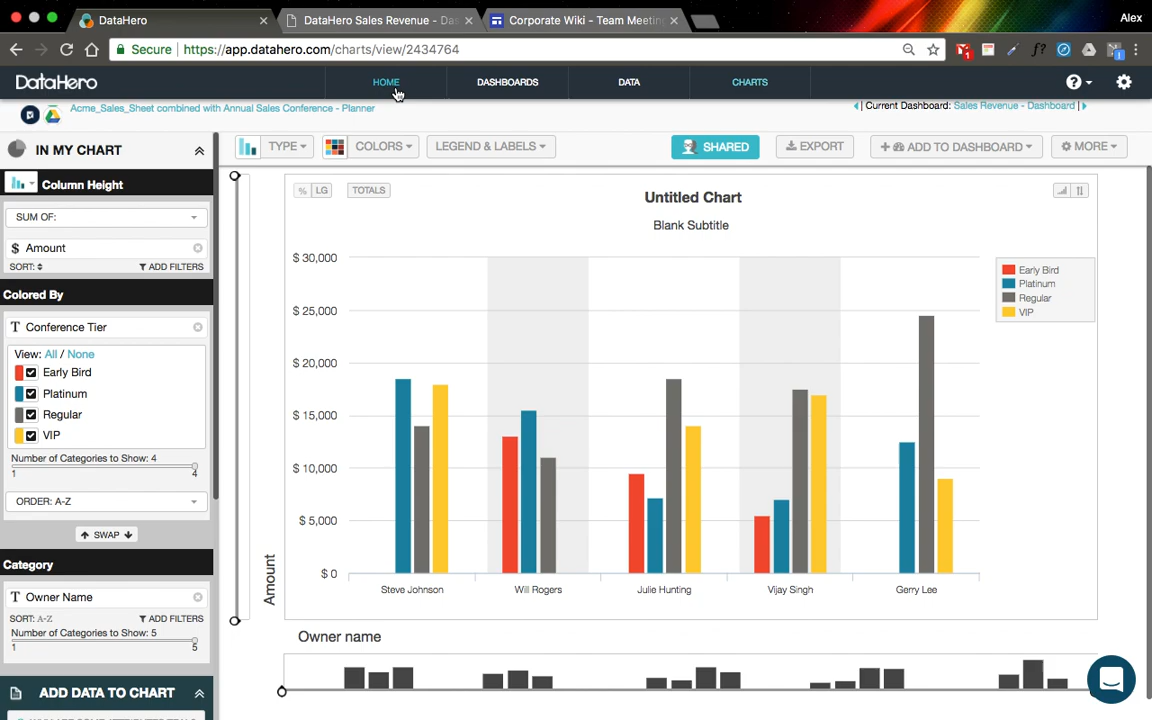 DataHero
DataHero Sales Revenue - Das
Corporate Wiki - Team Meeting
Alex
Secure
https://app.datahero.com/charts/view/2434764
DataHero
HOME
DASHBOARDS
DATA
CHARTS
Acme_Sales_Sheet combined with Annual Sales Conference - Planner
| Current Dashboard: Sales Revenue - Dashboard |
IN MY CHART
TYPE
COLORS
LEGEND & LABELS
SHARED
EXPORT
+ ADD TO DASHBOARD
MORE
Column Height
SUM OF:
$ Amount
SORT:
ADD FILTERS
Colored By
T Conference Tier
View: All / None
Early Bird
Platinum
Regular
VIP
Number of Categories to Show: 4
1
4
ORDER: A-Z
SWAP
Category
T Owner Name
SORT: A-Z
ADD FILTERS
Number of Categories to Show: 5
1
5
ADD DATA TO CHART
% LG
TOTALS
Untitled Chart
Blank Subtitle
$ 30,000
$ 25,000
$ 20,000
$ 15,000
$ 10,000
$ 5,000
$ 0
Amount
Early Bird
Platinum
Regular
VIP
Steve Johnson
Will Rogers
Julie Hunting
Vijay Singh
Gerry Lee
Owner name